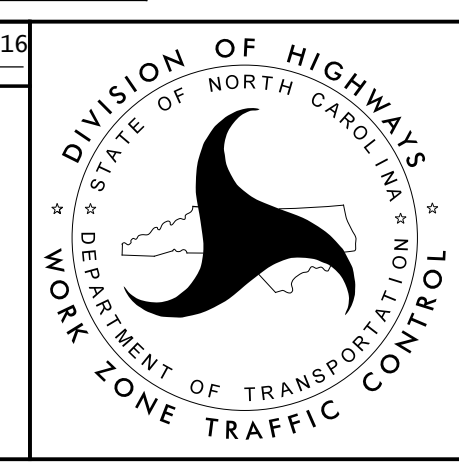 16
DIVISION OF HIGHWAYS
STATE OF NORTH CAROLINA
DEPARTMENT OF TRANSPORTATION
WORK ZONE TRAFFIC CONTROL